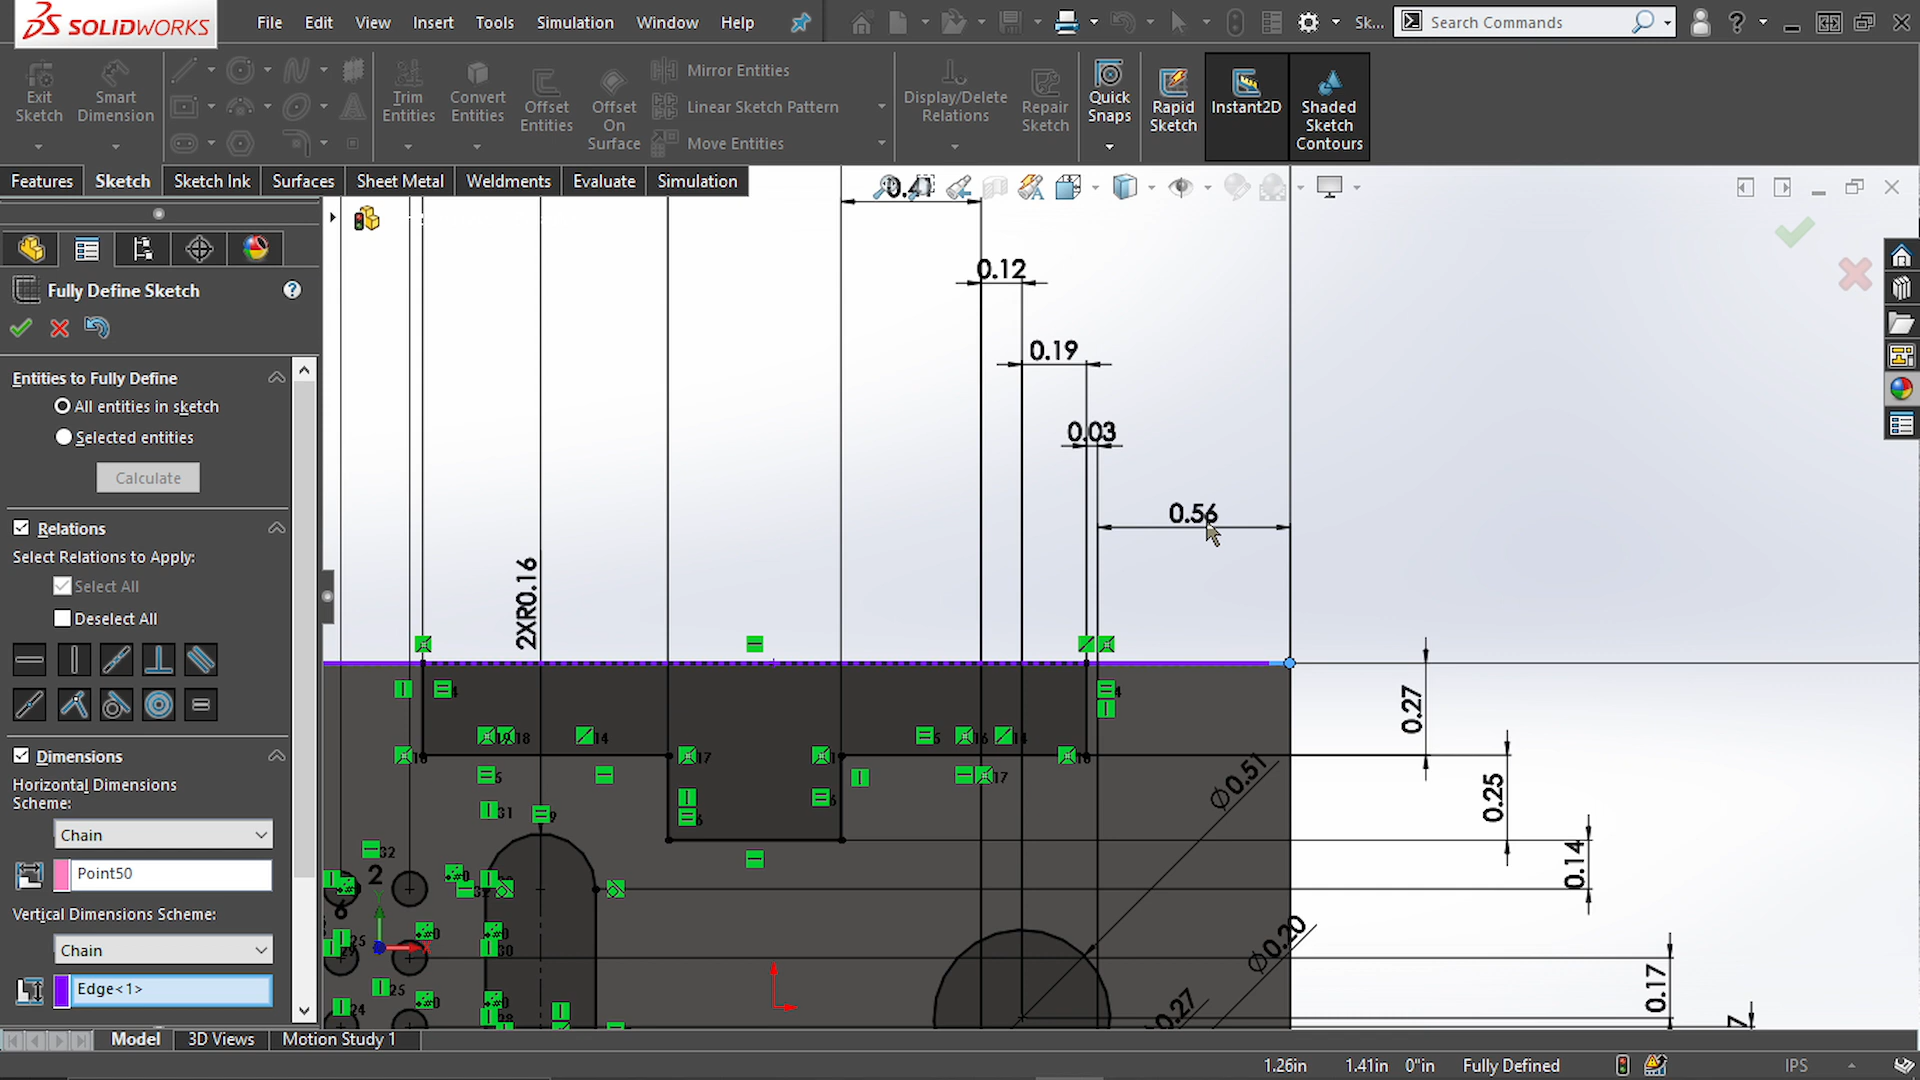 SOLIDWORKS
File Edit View Insert Tools Simulation Window Help
Sk...
Search Commands
Exit Sketch
Smart Dimension
Trim Entities
Convert Entities
Offset Entities
Offset On Surface
Mirror Entities
Linear Sketch Pattern
Move Entities
Display/Delete Relations
Repair Sketch
Quick Snaps
Rapid Sketch
Instant2D
Shaded Sketch Contours
Features Sketch Sketch Ink Surfaces Sheet Metal Weldments Evaluate Simulation
Fully Define Sketch
Entities to Fully Define
All entities in sketch
Selected entities
Calculate
Relations
Select Relations to Apply:
Select All
Deselect All
Dimensions
Horizontal Dimensions
Scheme:
Chain
Point50
Vertical Dimensions Scheme:
Chain
Edge<1>
0.12
0.19
0.03
0.56
2XR0.16
0.27
0.25
0.14
0.17
Ø0.51
Ø0.20
0.27
Model 3D Views Motion Study 1
1.26in 1.41in 0"in Fully Defined IPS